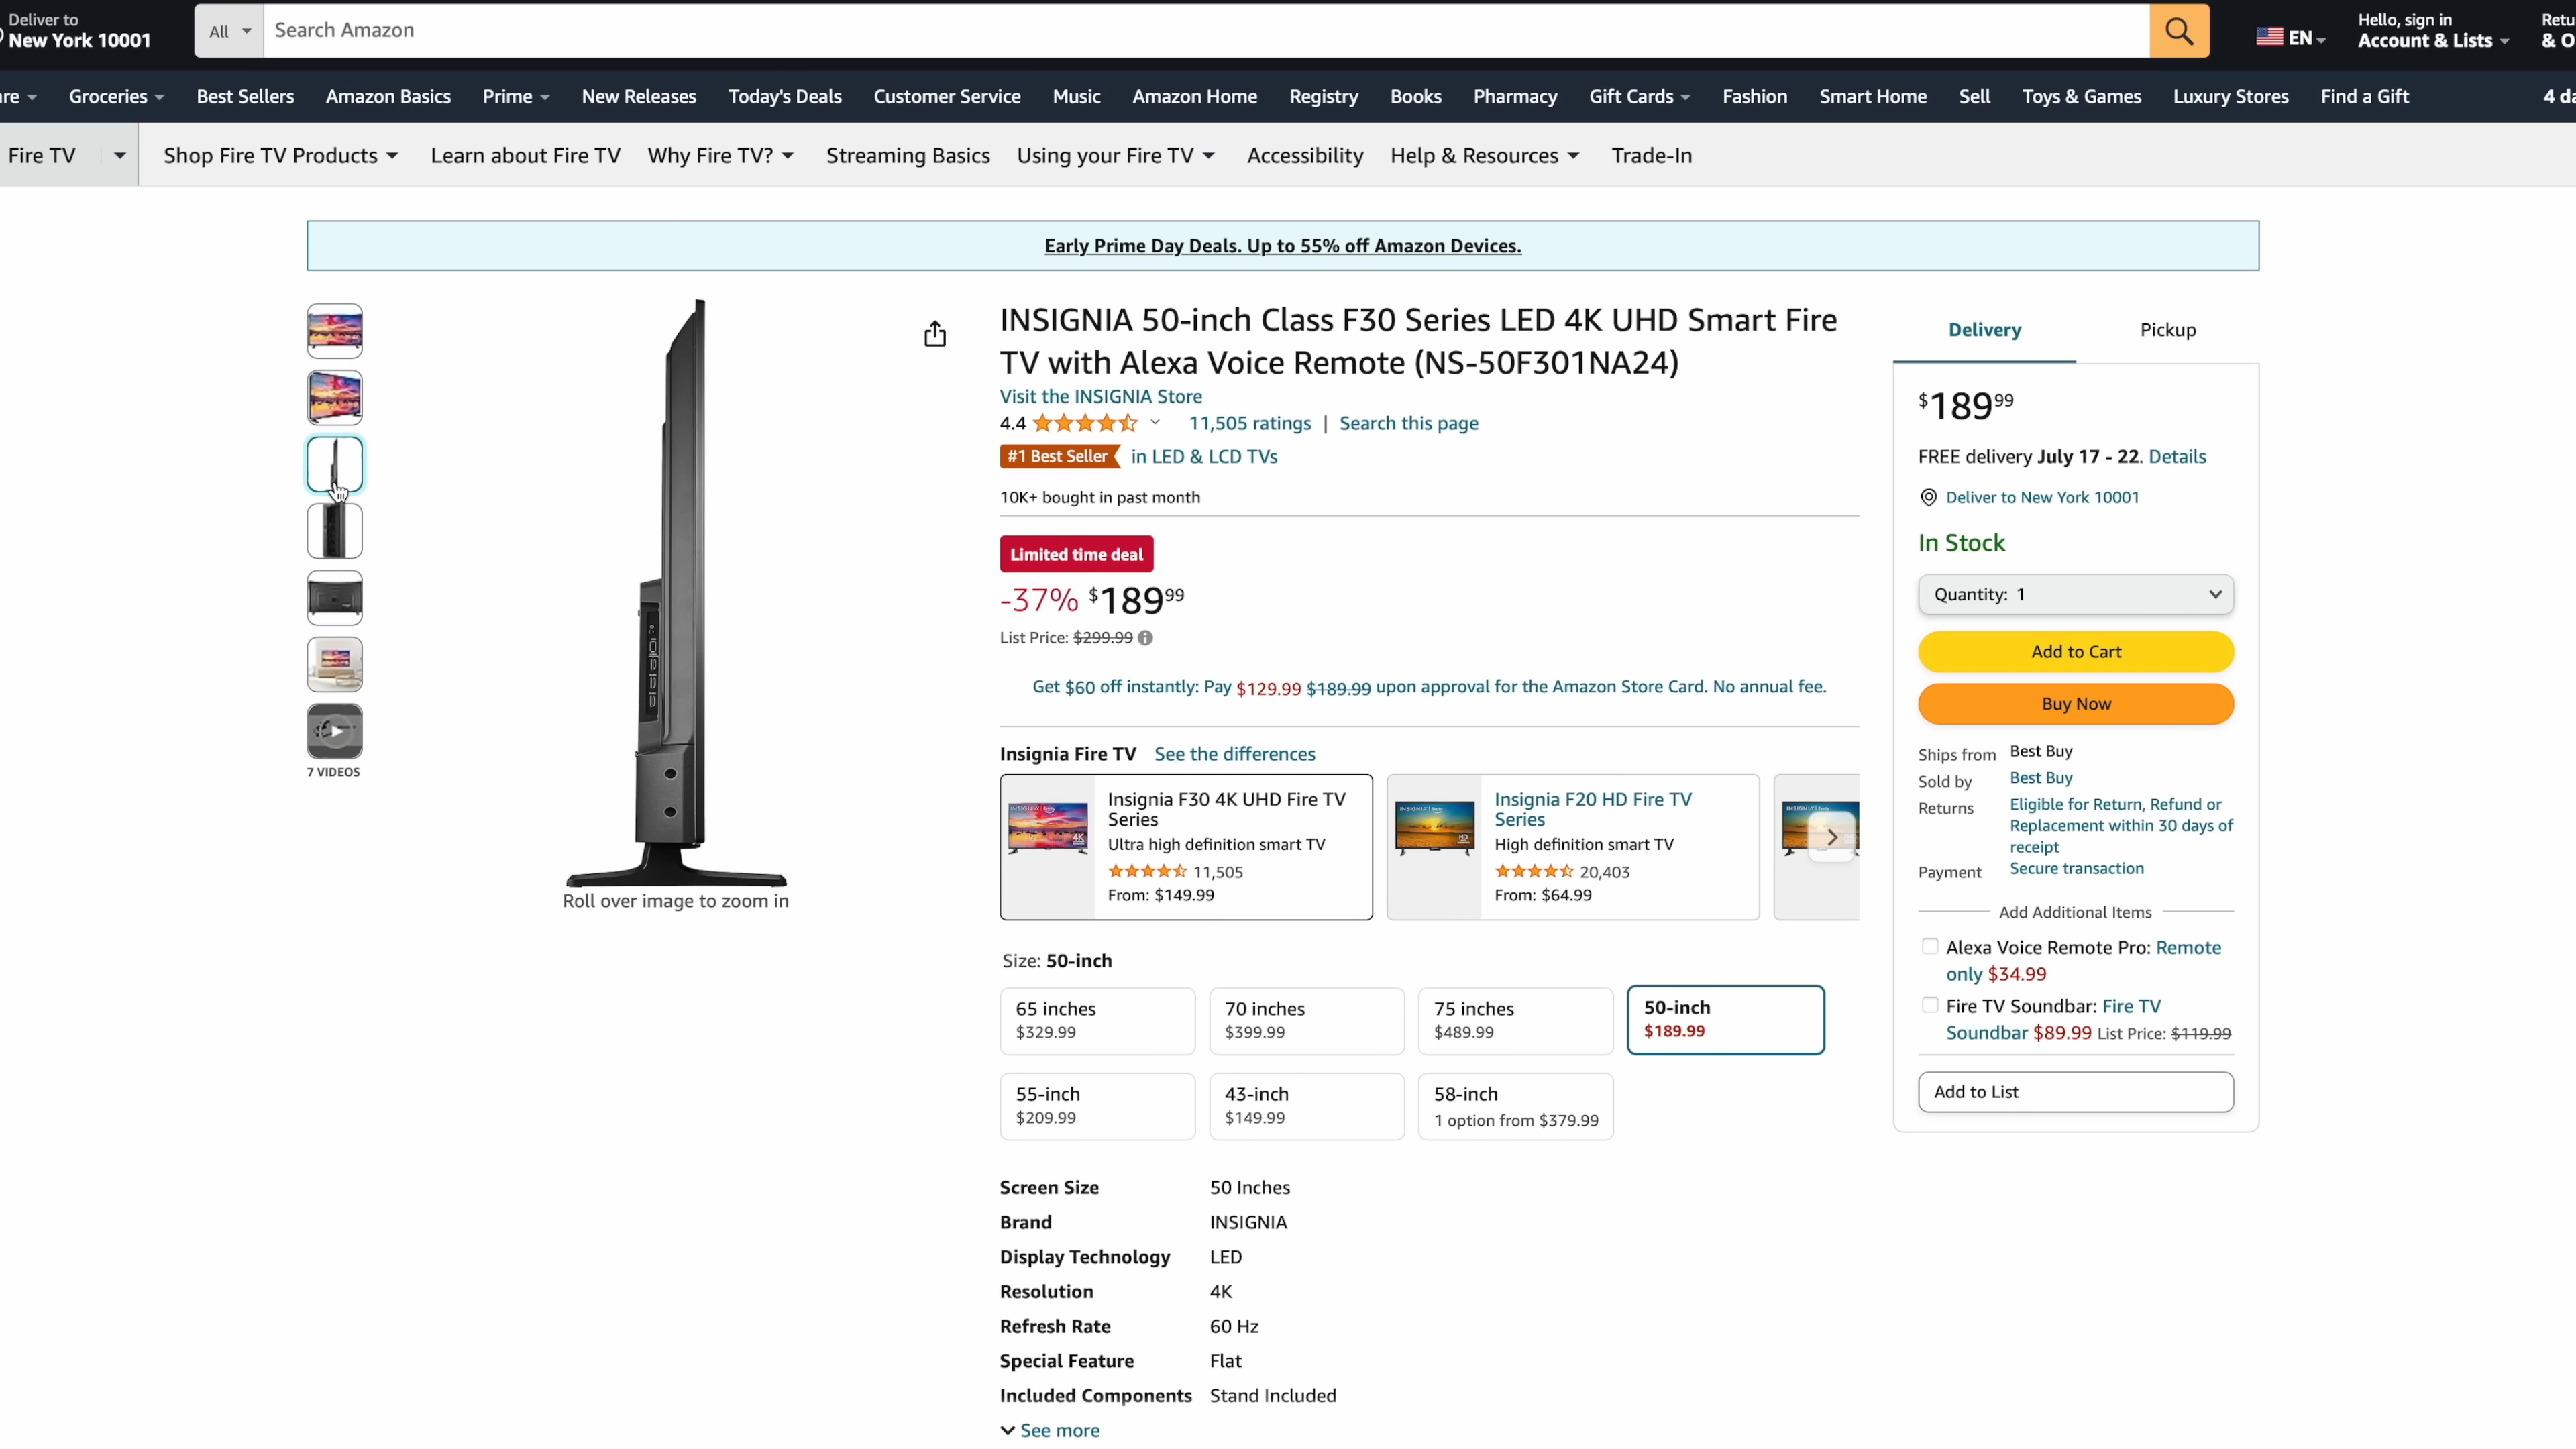 Deliver to
New York 10001
All
Search Amazon
EN
Hello, sign in
Account & Lists
Groceries
Best Sellers
Amazon Basics
Prime
New Releases
Today's Deals
Customer Service
Music
Amazon Home
Registry
Books
Pharmacy
Gift Cards
Fashion
Smart Home
Sell
Toys & Games
Luxury Stores
Find a Gift
Fire TV
Shop Fire TV Products
Learn about Fire TV
Why Fire TV?
Streaming Basics
Using your Fire TV
Accessibility
Help & Resources
Trade-In
Early Prime Day Deals. Up to 55% off Amazon Devices.
7 VIDEOS
Roll over image to zoom in
INSIGNIA 50-inch Class F30 Series LED 4K UHD Smart Fire
TV with Alexa Voice Remote (NS-50F301NA24)
Visit the INSIGNIA Store
4.4 11,505 ratings | Search this page
#1 Best Seller in LED & LCD TVs
10K+ bought in past month
Limited time deal
-37% $189 99
List Price: $299.99
Get $60 off instantly: Pay $129.99 $189.99 upon approval for the Amazon Store Card. No annual fee.
Insignia Fire TV See the differences
Insignia F30 4K UHD Fire TV
Series
Ultra high definition smart TV
11,505
From: $149.99
Insignia F20 HD Fire TV
Series
High definition smart TV
20,403
From: $64.99
Size: 50-inch
65 inches
$329.99
70 inches
$399.99
75 inches
$489.99
50-inch
$189.99
55-inch
$209.99
43-inch
$149.99
58-inch
1 option from $379.99
Screen Size 50 Inches
Brand INSIGNIA
Display Technology LED
Resolution 4K
Refresh Rate 60 Hz
Special Feature Flat
Included Components Stand Included
See more
Delivery
Pickup
$189 99
FREE delivery July 17 - 22. Details
Deliver to New York 10001
In Stock
Quantity: 1
Add to Cart
Buy Now
Ships from Best Buy
Sold by Best Buy
Returns Eligible for Return, Refund or
Replacement within 30 days of
receipt
Payment Secure transaction
Add Additional Items
Alexa Voice Remote Pro: Remote
only $34.99
Fire TV Soundbar: Fire TV
Soundbar $89.99 List Price: $119.99
Add to List